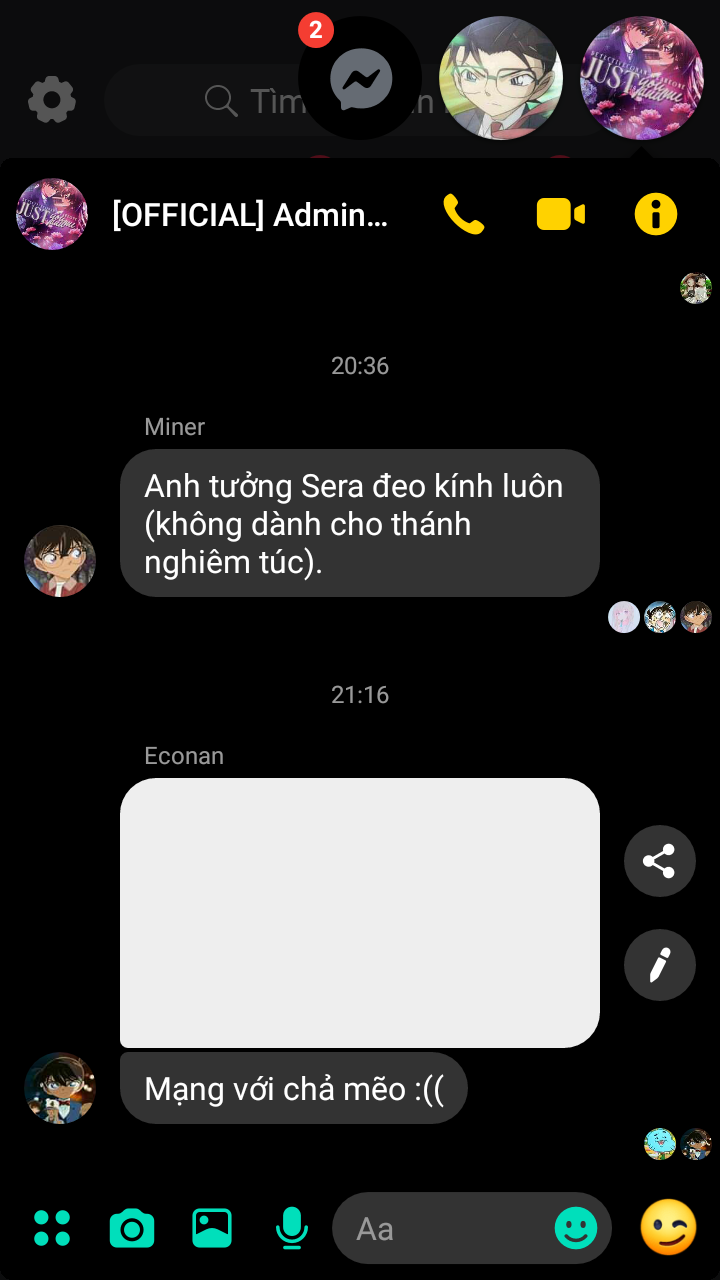 2
Tìm
[OFFICIAL] Admin...
20:36
Miner
Anh tưởng Sera đeo kính luôn
(không dành cho thánh
nghiêm túc).
21:16
Econan
Mạng với chả mẽo :((
Aa